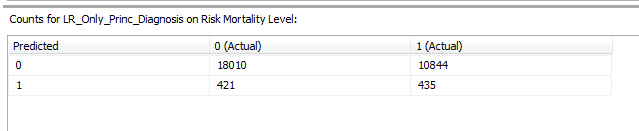 Counts for LR_Only_Princ_Diagnosis on Risk Mortality Level:
Predicted 0 (Actual) 1 (Actual)
0 18010 10844
1 421 435